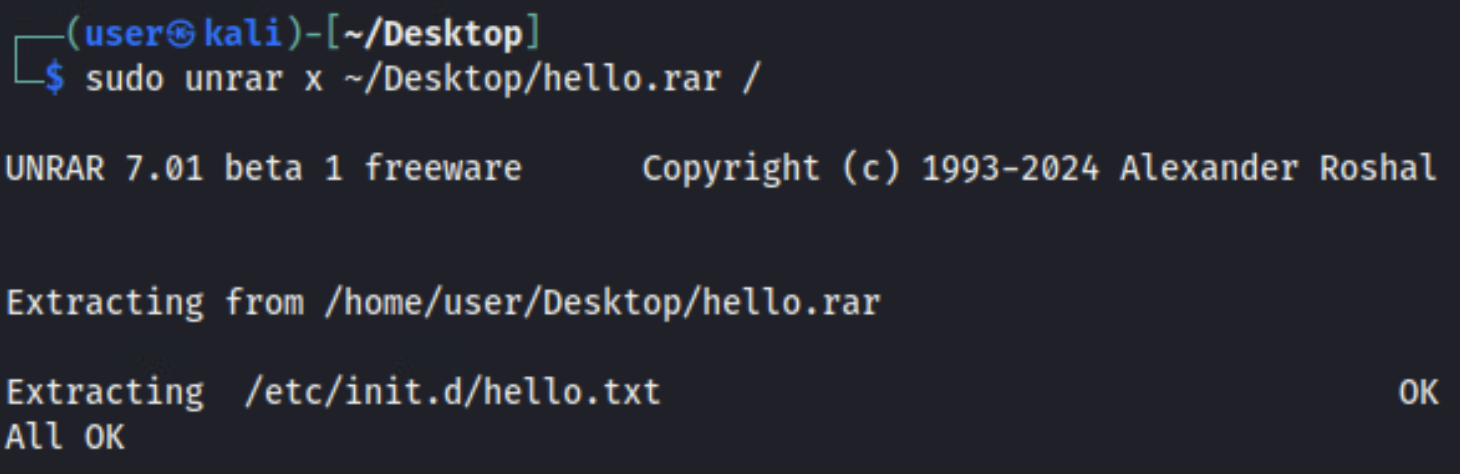 ┌──(user㉿kali)-[~/Desktop]
└─$ sudo unrar x ~/Desktop/hello.rar /
UNRAR 7.01 beta 1 freeware      Copyright (c) 1993-2024 Alexander Roshal
Extracting from /home/user/Desktop/hello.rar
Extracting  /etc/init.d/hello.txt                                     OK
All OK